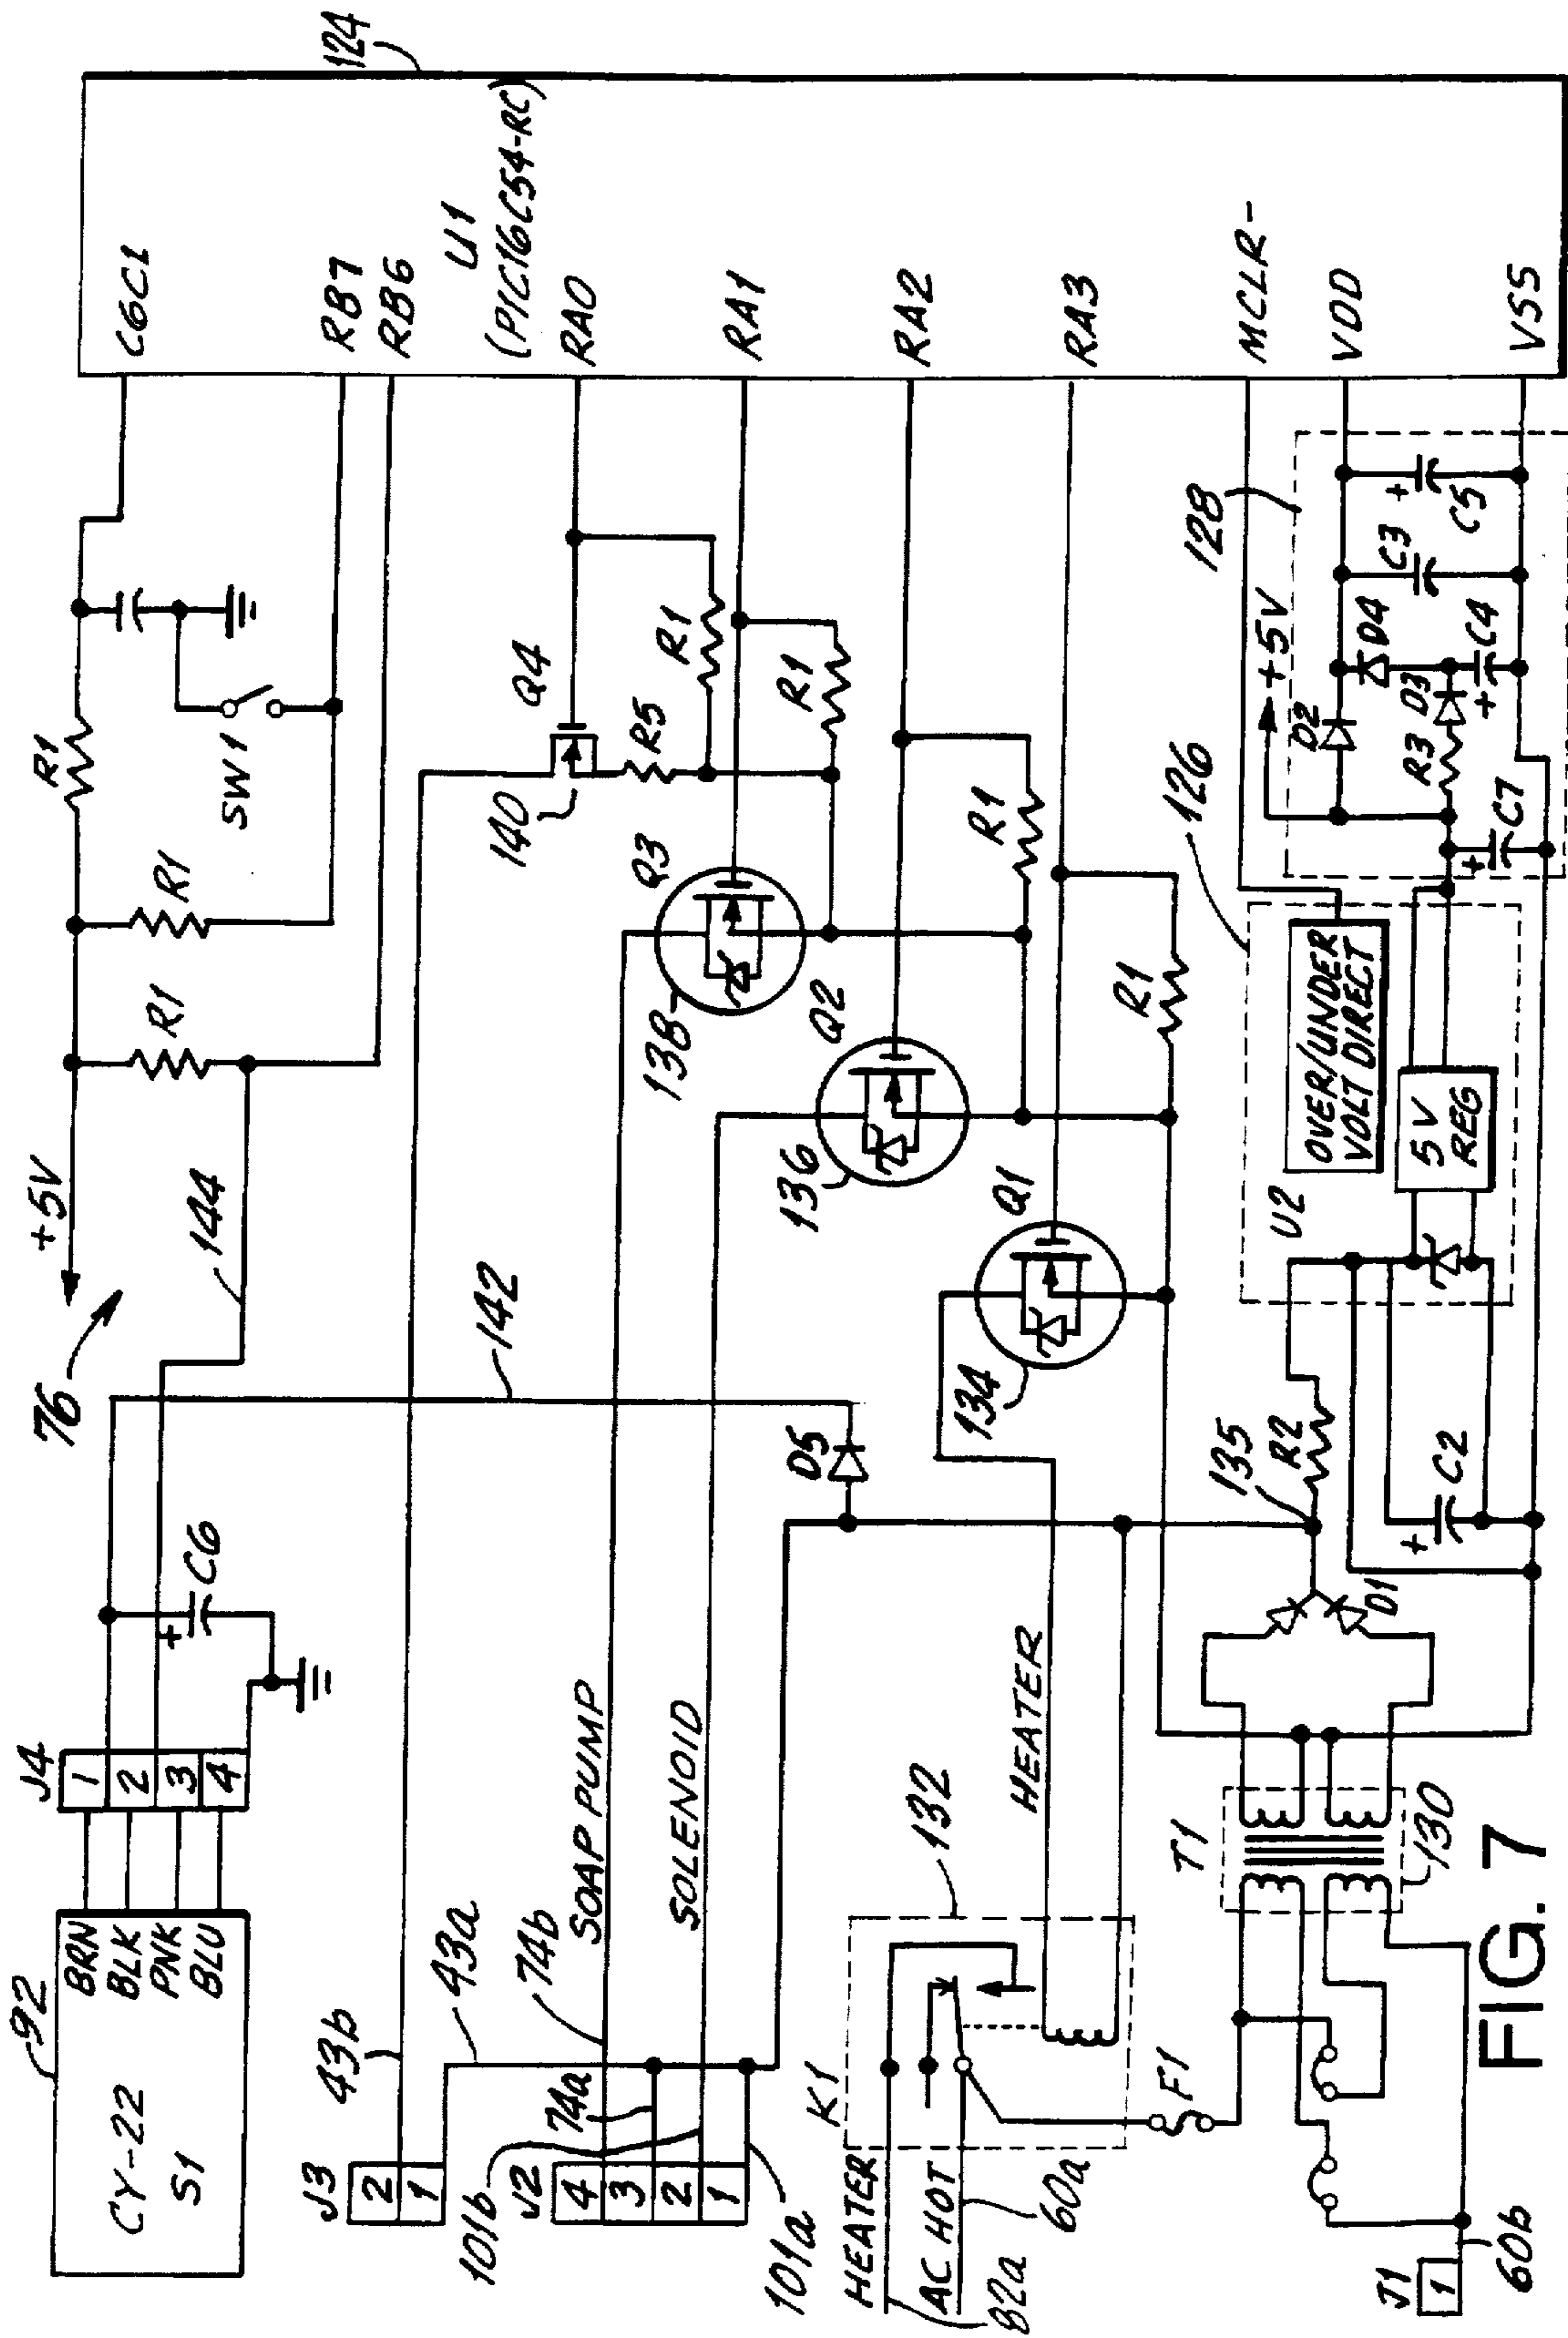 92
CY-22
S1
BRN
BLK
PNK
BLU
J4
1
2
3
4
+
C6
76
+5V
144
142
R1
R1
R1
SW1
C6C1
RB7
RB6
U1
(PIC16C54-RC)
RA0
RA1
RA2
RA3
MCLR-
VDD
VSS
124
J3
2
1
43b
43a
J2
4
3
2
1
101b
101a
74a
74b
SOAP PUMP
SOLENOID
Q4
140
R5
R1
R1
Q3
138
R1
Q2
136
R1
Q1
134
D5
HEATER
AC HOT
82a
60a
K1
132
HEATER
F1
J1
1
60b
T1
130
D1
135
R2
+
C2
U2
126
OVER/UNDER
VOLT DIRECT
5V
REG
128
+5V
D2
R3
D3
D4
+
C4
C3
+
C5
+
C7
FIG. 7